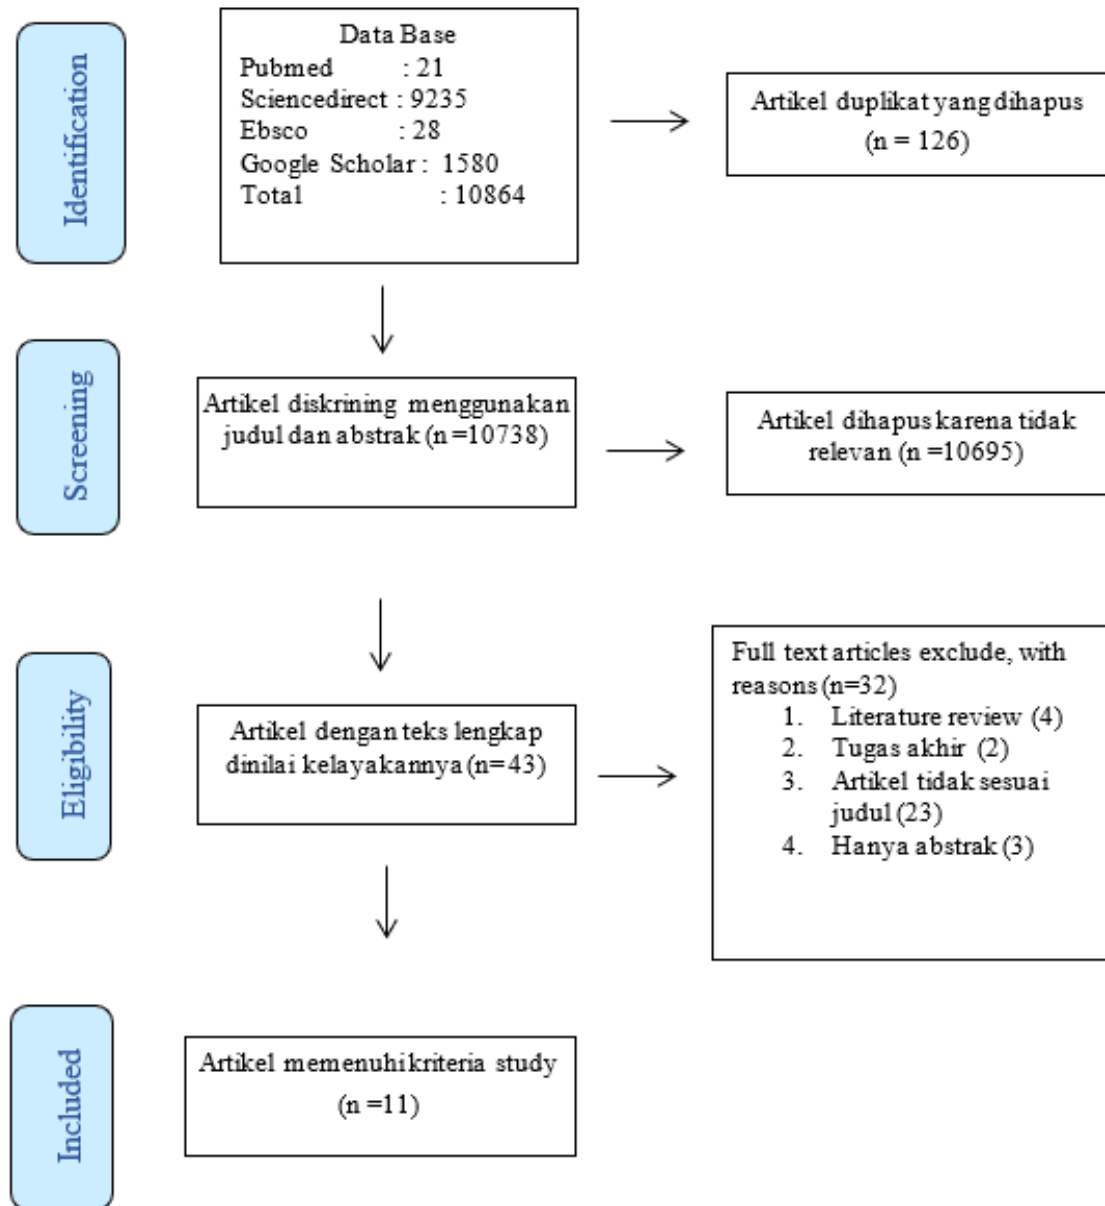 Identification
Data Base
Pubmed : 21
Sciencedirect : 9235
Ebsco : 28
Google Scholar : 1580
Total : 10864
Artikel duplikat yang dihapus
(n = 126)
Screening
Artikel diskrining menggunakan
judul dan abstrak (n =10738)
Artikel dihapus karena tidak
relevan (n =10695)
Eligibility
Artikel dengan teks lengkap
dinilai kelayakannya (n= 43)
Full text articles exclude, with
reasons (n=32)
1. Literature review (4)
2. Tugas akhir (2)
3. Artikel tidak sesuai
judul (23)
4. Hanya abstrak (3)
Included
Artikel memenuhi kriteria study
(n =11)